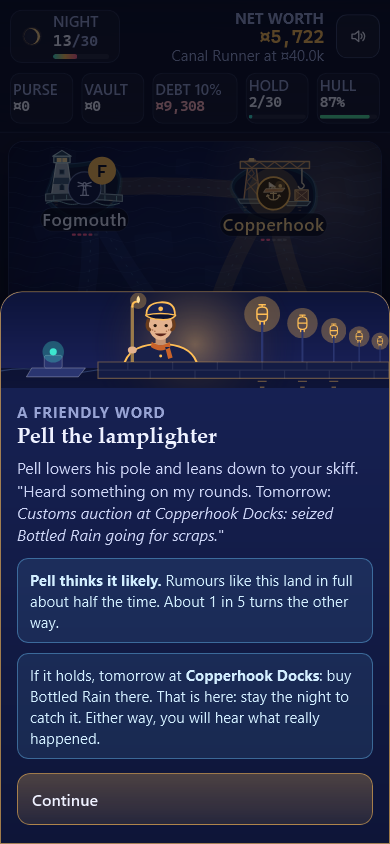 NIGHT
13/30
NET WORTH
¤5,722
Canal Runner at ¤40.0k
PURSE
¤0
VAULT
¤0
DEBT 10%
¤9,308
HOLD
2/30
HULL
87%
F
Fogmouth
Copperhook
A FRIENDLY WORD
Pell the lamplighter
Pell lowers his pole and leans down to your skiff.
"Heard something on my rounds. Tomorrow:
Customs auction at Copperhook Docks: seized
Bottled Rain going for scraps."
Pell thinks it likely. Rumours like this land in full
about half the time. About 1 in 5 turns the other
way.
If it holds, tomorrow at Copperhook Docks: buy
Bottled Rain there. That is here: stay the night to
catch it. Either way, you will hear what really
happened.
Continue